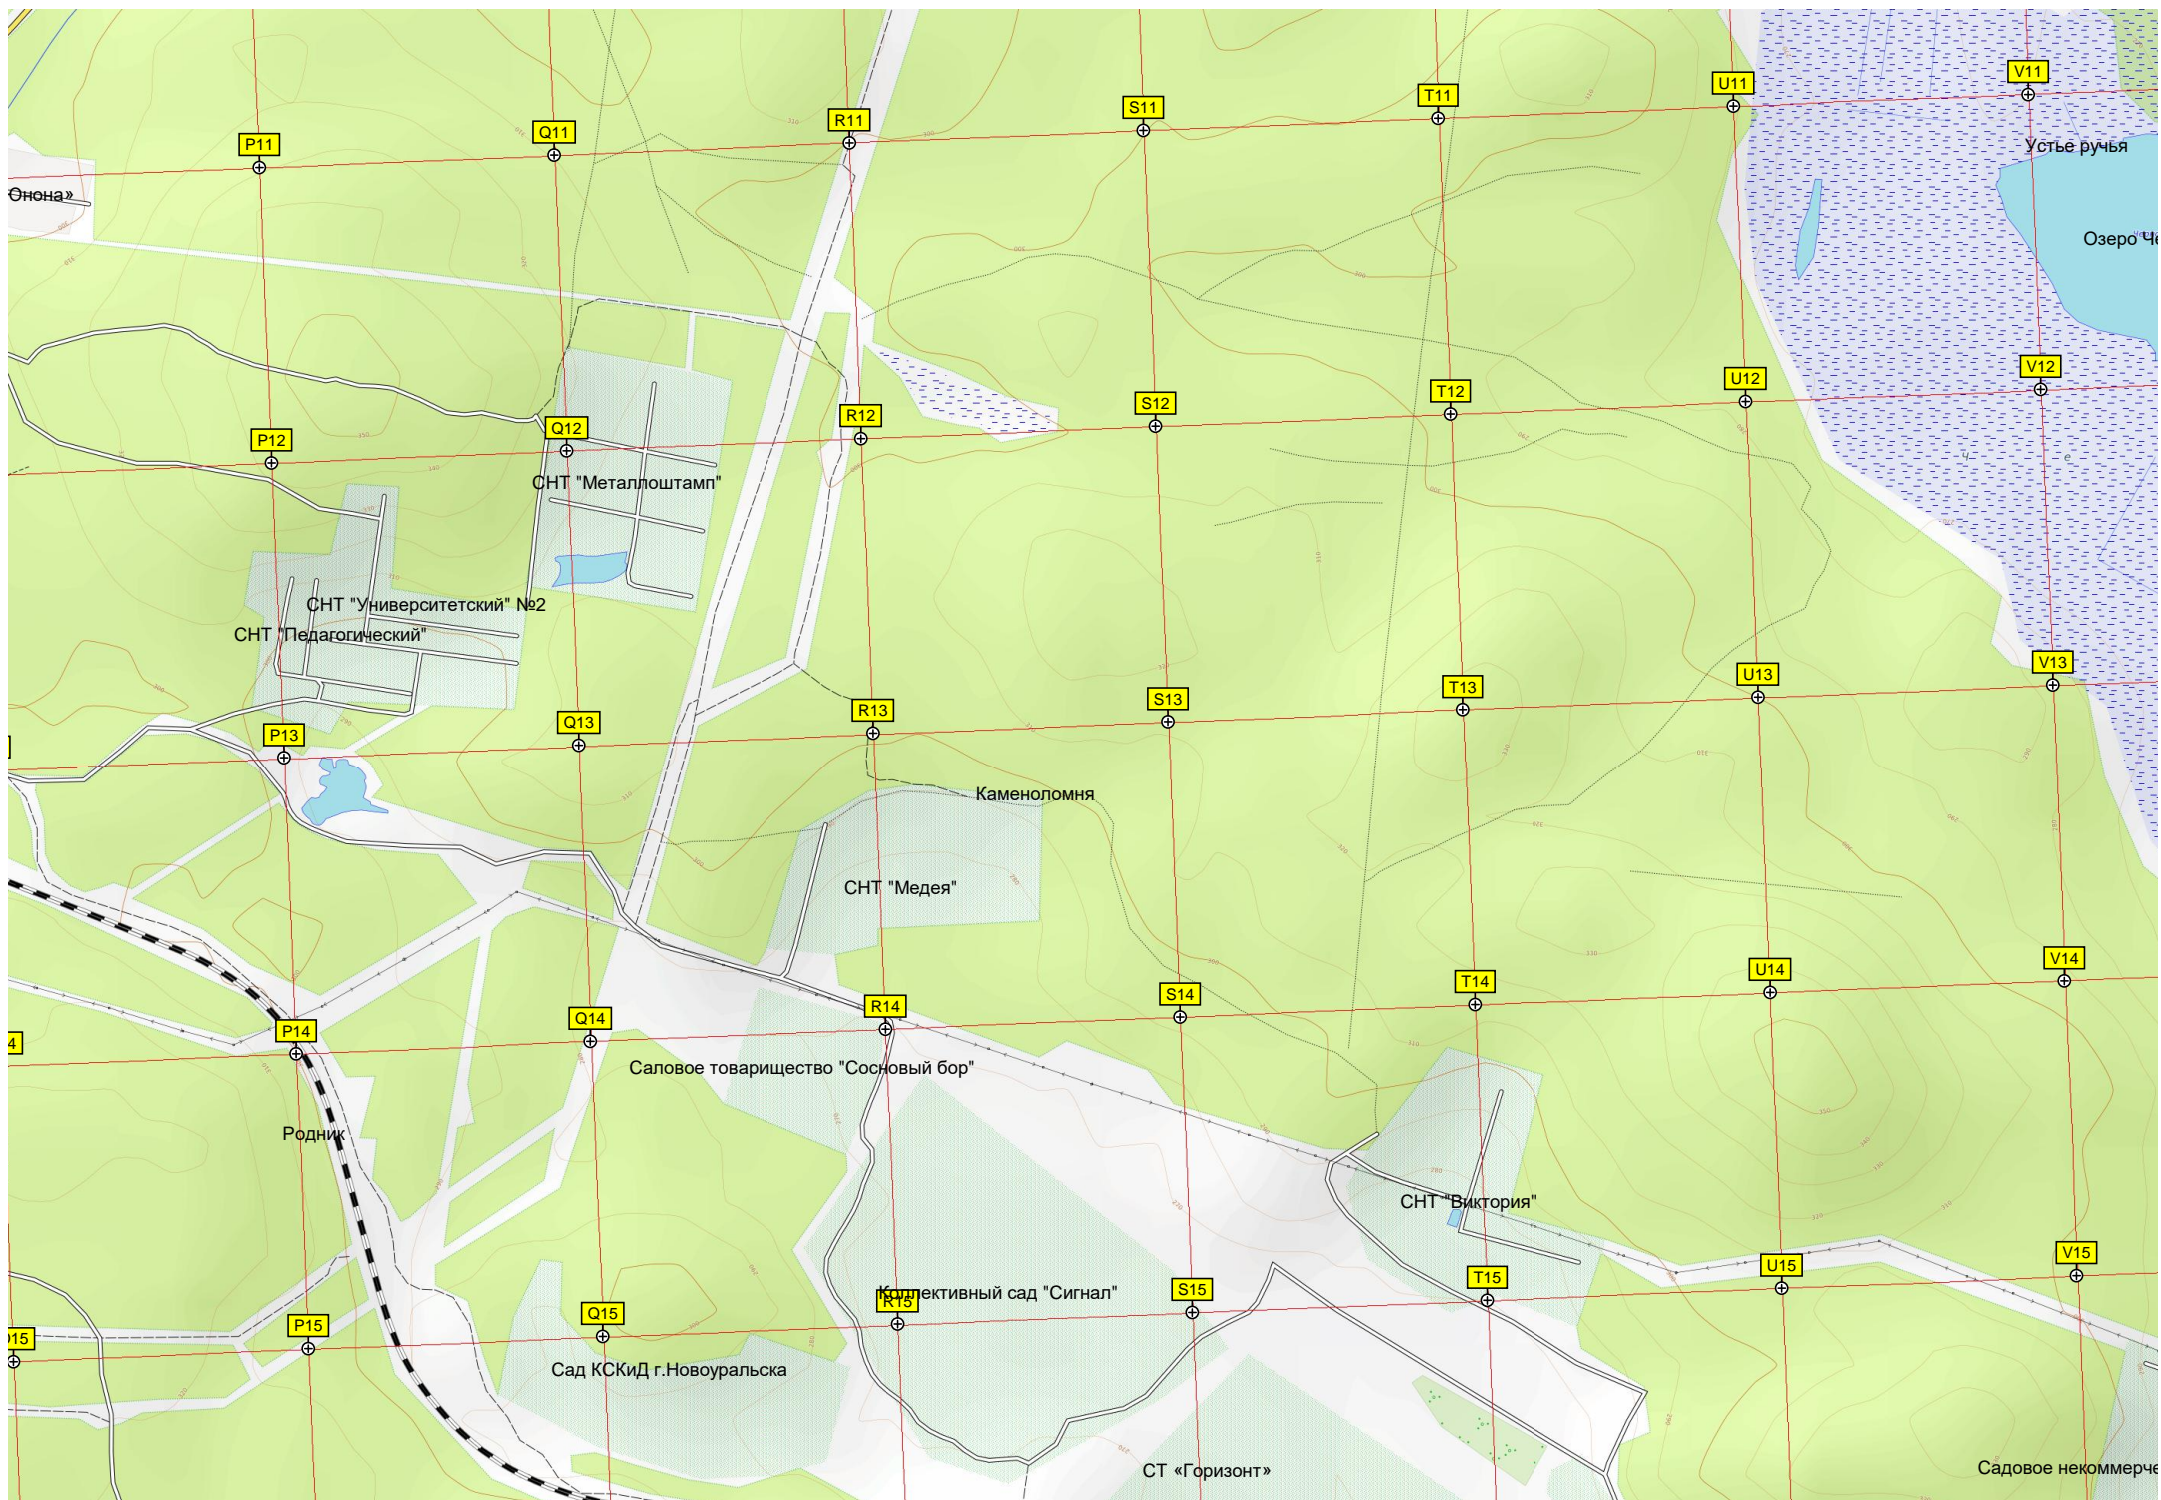 V11
U11
T11
S11
R11
Q11
P11
Устье ручья
Онона»
Озеро Че
V12
U12
T12
S12
R12
Q12
P12
СНТ "Металлоштамп"
СНТ "Университетский" №2
СНТ "Педагогический"
V13
U13
T13
S13
R13
Q13
P13
Каменоломня
СНТ "Медея"
V14
U14
T14
S14
R14
Q14
P14
4
Саловое товарищество "Сосновый бор"
Родник
СНТ "Виктория"
V15
U15
T15
S15
Коллективный сад "Сигнал"
R15
Q15
P15
O15
Сад КСКиД г.Новоуральска
СТ «Горизонт»
Садовое некоммерче